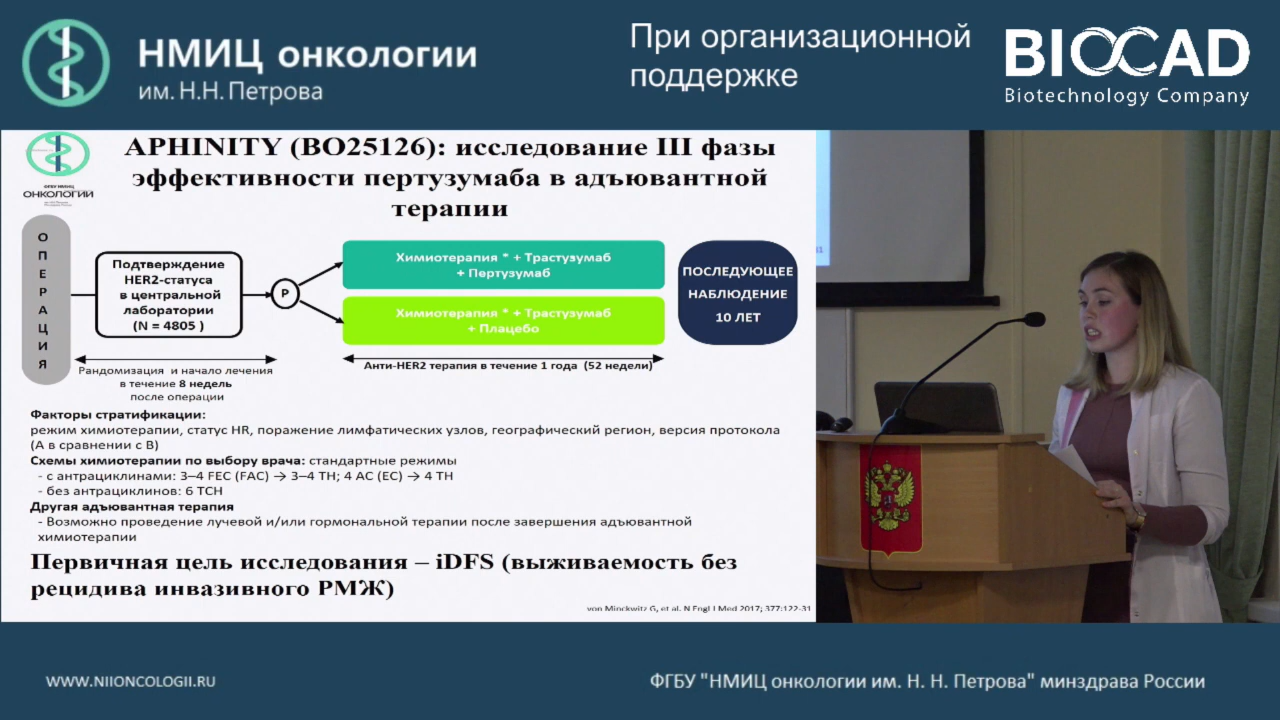 НМИЦ онкологии
им. Н.Н. Петрова
При организационной
поддержке
BIOCAD
Biotechnology Company
ФГБУ НМИЦ
ОНКОЛОГИИ
APHINITY (BO25126): исследование III фазы
эффективности пертузумаба в адъювантной
терапии
ОПЕРАЦИЯ
Подтверждение
HER2-статуса
в центральной
лаборатории
(N = 4805 )
Р
Химиотерапия * + Трастузумаб
+ Пертузумаб
Химиотерапия * + Трастузумаб
+ Плацебо
ПОСЛЕДУЮЩЕЕ
НАБЛЮДЕНИЕ
10 ЛЕТ
Рандомизация и начало лечения
в течение 8 недель
после операции
Анти-HER2 терапия в течение 1 года (52 недели)
Факторы стратификации:
режим химиотерапии, статус HR, поражение лимфатических узлов, географический регион, версия протокола
(А в сравнении с В)
Схемы химиотерапии по выбору врача: стандартные режимы
- с антрациклинами: 3–4 FEC (FAC) → 3–4 TH; 4 AC (EC) → 4 TH
- без антрациклинов: 6 TCH
Другая адъювантная терапия
- Возможно проведение лучевой и/или гормональной терапии после завершения адъювантной
химиотерапии
Первичная цель исследования – iDFS (выживаемость без
рецидива инвазивного РМЖ)
von Minckwitz G, et al. N Engl J Med 2017; 377:122-31
WWW.NIIONCOLOGII.RU
ФГБУ "НМИЦ онкологии им. Н. Н. Петрова" минздрава России